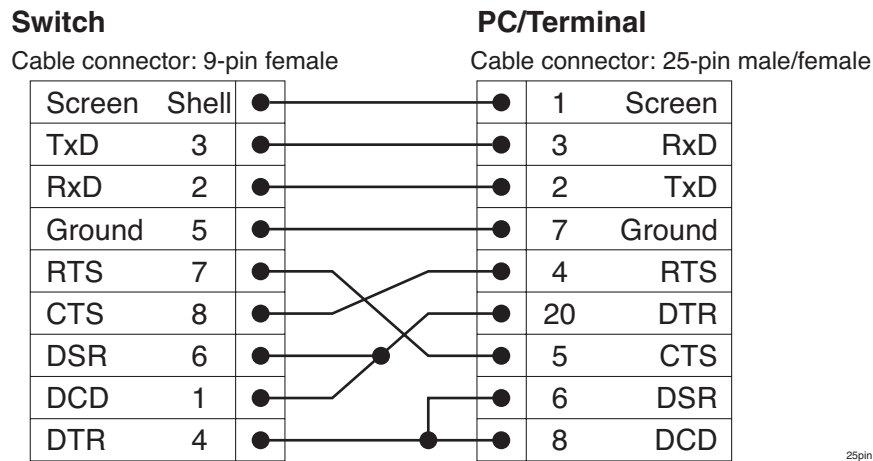 Switch PC/Terminal
Cable connector: 9-pin female Cable connector: 25-pin male/female
Screen Shell 1 Screen
TxD 3 3 RxD
RxD 2 2 TxD
Ground 5 7 Ground
RTS 7 4 RTS
CTS 8 20 DTR
DSR 6 5 CTS
DCD 1 6 DSR
DTR 4 8 DCD
25pin